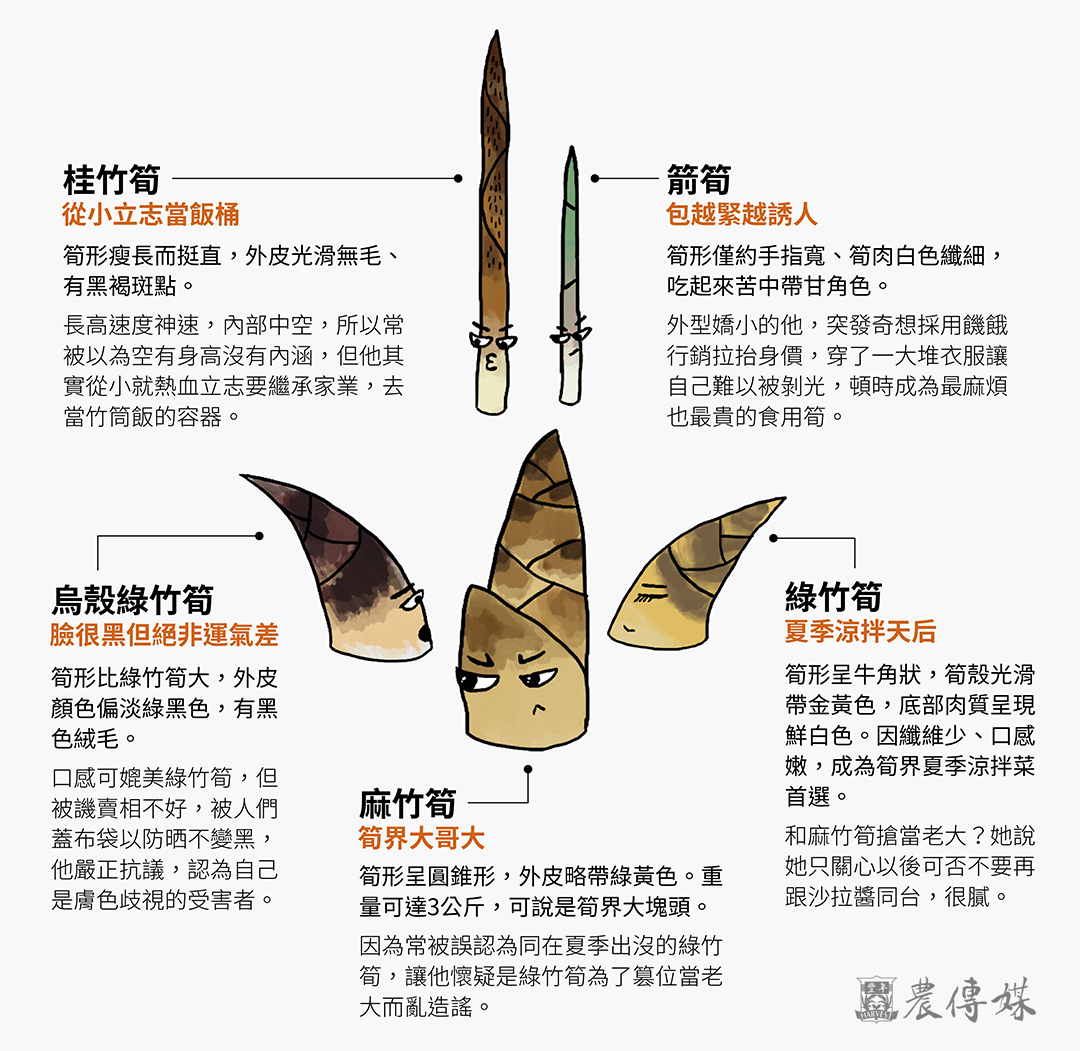 桂竹筍
從小立志當飯桶
筍形瘦長而挺直，外皮光滑無毛、
有黑褐斑點。
長高速度神速，內部中空，所以常
被以為空有身高沒有內涵，但他其
實從小就熱血立志要繼承家業，去
當竹筒飯的容器。
箭筍
包越緊越誘人
筍形僅約手指寬、筍肉白色纖細，
吃起來苦中帶甘角色。
外型嬌小的他，突發奇想採用饑餓
行銷拉抬身價，穿了一大堆衣服讓
自己難以被剝光，頓時成為最麻煩
也最貴的食用筍。
烏殼綠竹筍
臉很黑但絕非運氣差
筍形比綠竹筍大，外皮
顏色偏淡綠黑色，有黑
色絨毛。
口感可媲美綠竹筍，但
被譏賣相不好，被人們
蓋布袋以防晒不變黑，
他嚴正抗議，認為自己
是膚色歧視的受害者。
麻竹筍
筍界大哥大
筍形呈圓錐形，外皮略帶綠黃色。重
量可達3公斤，可說是筍界大塊頭。
因為常被誤認為同在夏季出沒的綠竹
筍，讓他懷疑是綠竹筍為了篡位當老
大而亂造謠。
綠竹筍
夏季涼拌天后
筍形呈牛角狀，筍殼光滑
帶金黃色，底部肉質呈現
鮮白色。因纖維少、口感
嫩，成為筍界夏季涼拌菜
首選。
和麻竹筍搶當老大？她說
她只關心以後可否不要再
跟沙拉醬同台，很膩。
豐年
HARVEST
農傳媒